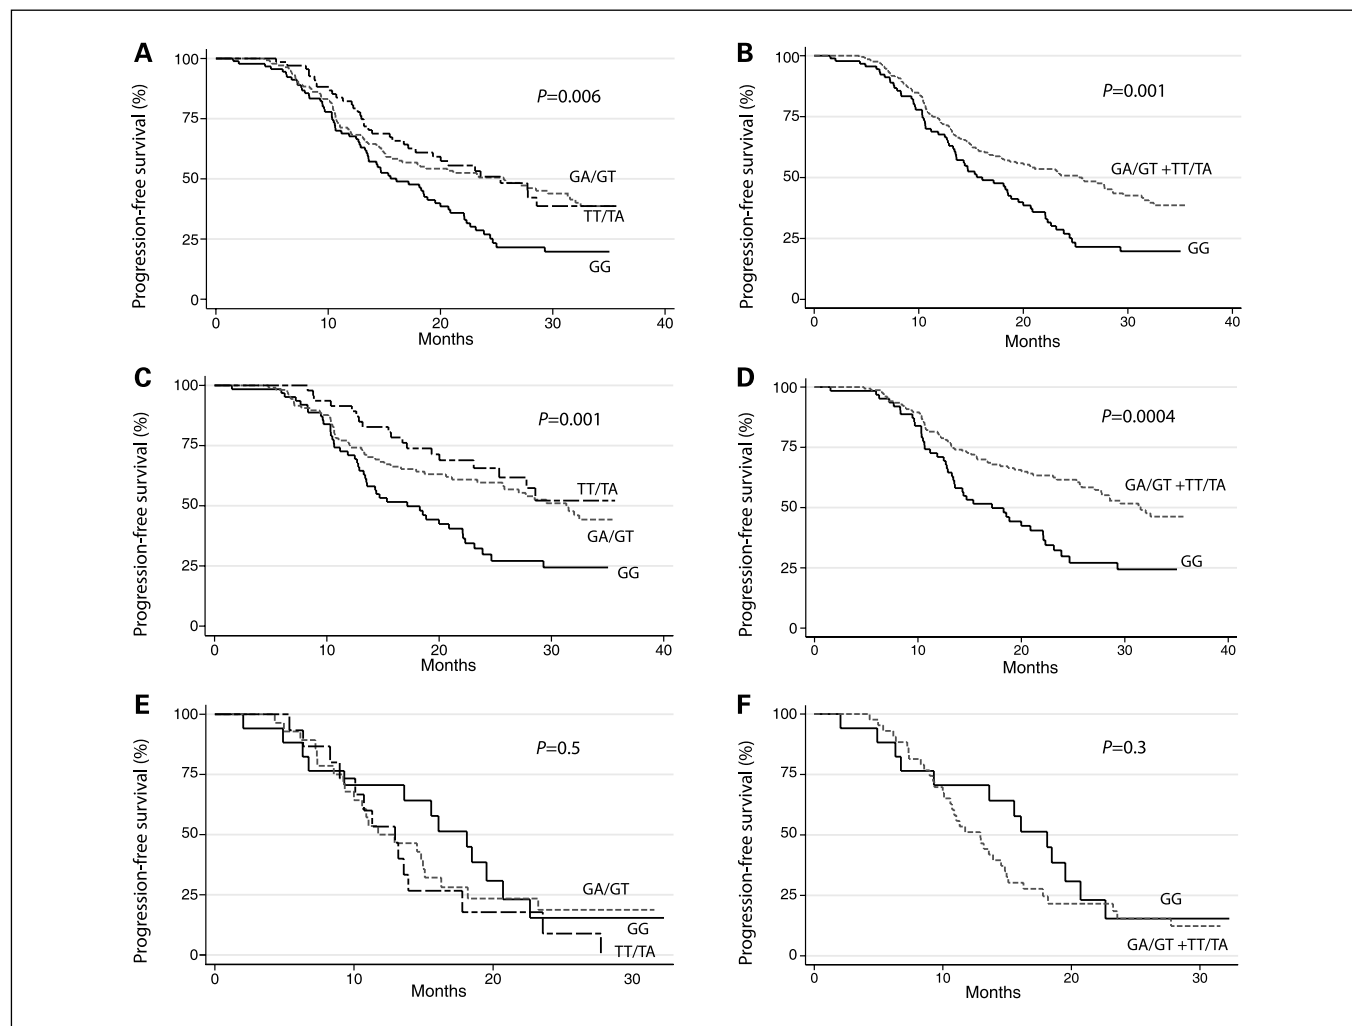 A
Progression-free survival (%)
100
75
50
25
0
P=0.006
GA/GT
TT/TA
GG
0 10 20 30 40
Months
B
Progression-free survival (%)
100
75
50
25
0
P=0.001
GA/GT +TT/TA
GG
0 10 20 30 40
Months
C
Progression-free survival (%)
100
75
50
25
0
P=0.001
TT/TA
GA/GT
GG
0 10 20 30 40
Months
D
Progression-free survival (%)
100
75
50
25
0
P=0.0004
GA/GT +TT/TA
GG
0 10 20 30 40
Months
E
Progression-free survival (%)
100
75
50
25
0
P=0.5
GA/GT
GG
TT/TA
0 10 20 30
Months
F
Progression-free survival (%)
100
75
50
25
0
P=0.3
GG
GA/GT +TT/TA
0 10 20 30
Months